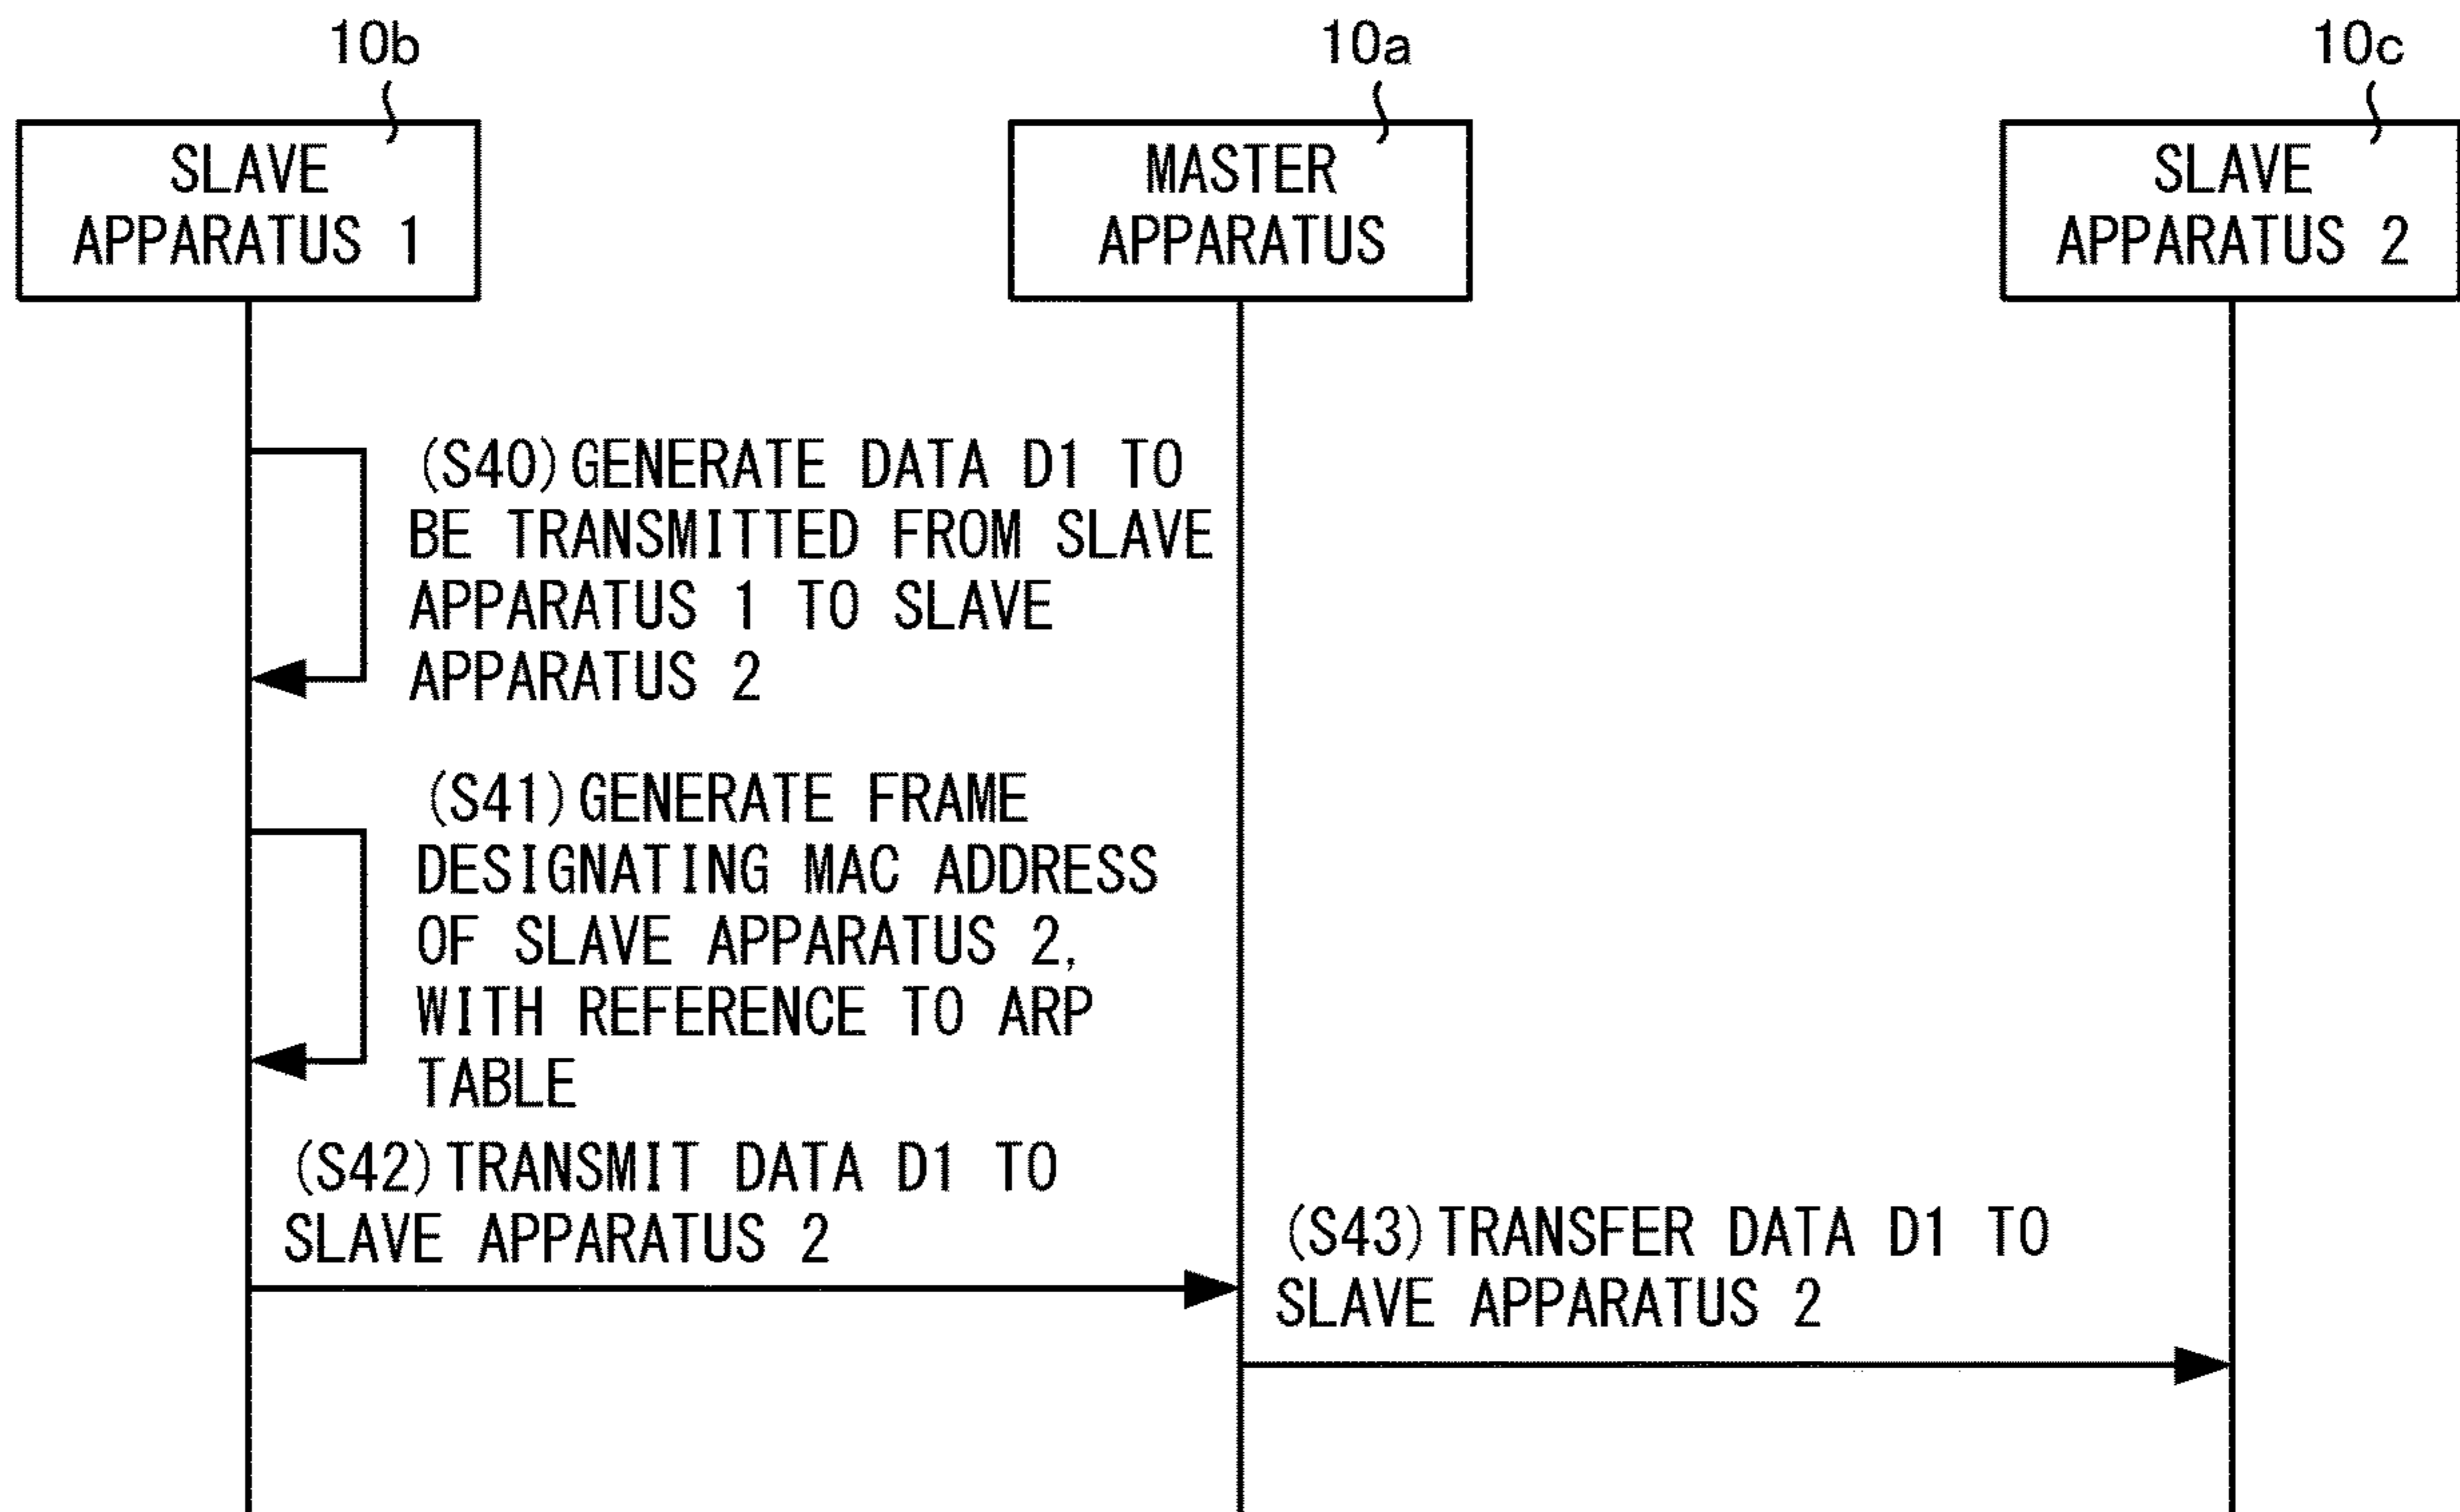 10b
10a
10c
SLAVE
APPARATUS 1
MASTER
APPARATUS
SLAVE
APPARATUS 2
(S40) GENERATE DATA D1 TO
BE TRANSMITTED FROM SLAVE
APPARATUS 1 TO SLAVE
APPARATUS 2
(S41) GENERATE FRAME
DESIGNATING MAC ADDRESS
OF SLAVE APPARATUS 2,
WITH REFERENCE TO ARP
TABLE
(S42) TRANSMIT DATA D1 TO
SLAVE APPARATUS 2
(S43) TRANSFER DATA D1 TO
SLAVE APPARATUS 2